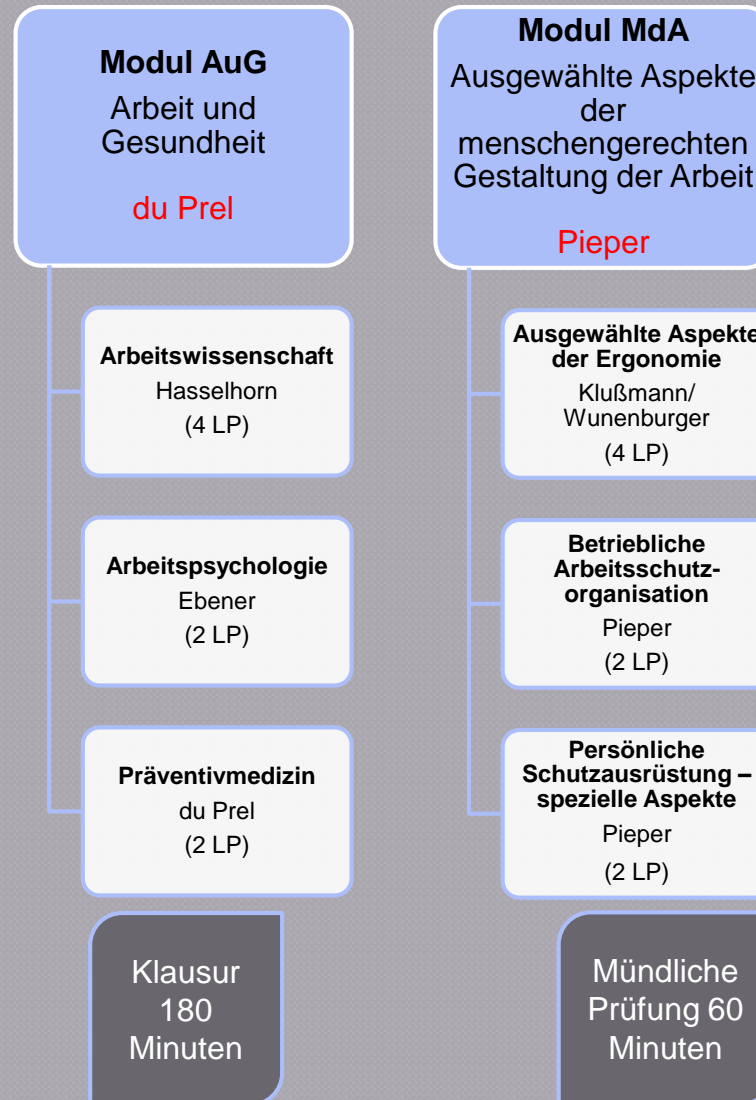 Modul AuG
Arbeit und
Gesundheit
du Prel
Arbeitswissenschaft
Hasselhorn
(4 LP)
Arbeitspsychologie
Ebener
(2 LP)
Präventivmedizin
du Prel
(2 LP)
Klausur
180
Minuten
Modul MdA
Ausgewählte Aspekte
der
menschengerechten
Gestaltung der Arbeit
Pieper
Ausgewählte Aspekte
der Ergonomie
Klußmann/
Wunenburger
(4 LP)
Betriebliche
Arbeitsschutz-
organisation
Pieper
(2 LP)
Persönliche
Schutzausrüstung –
spezielle Aspekte
Pieper
(2 LP)
Mündliche
Prüfung 60
Minuten